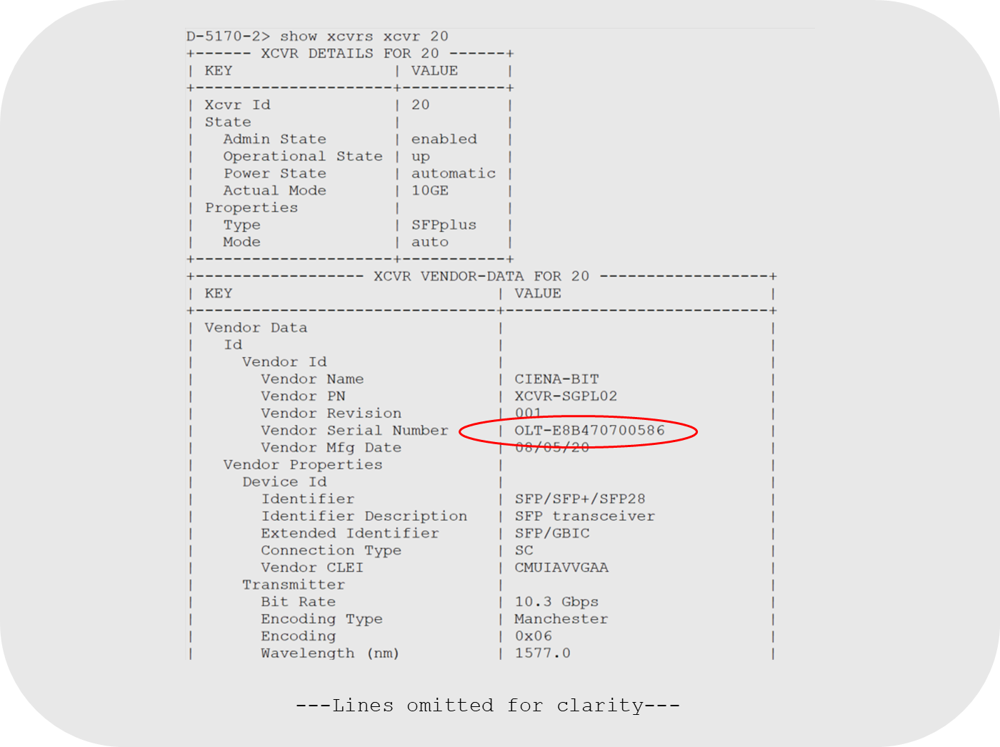 D-5170-2> show xcvrs xcvr 20
+------ XCVR DETAILS FOR 20 ------+
| KEY                 | VALUE     |
+---------------------+-----------+
| Xcvr Id             | 20        |
| State               |           |
|   Admin State       | enabled   |
|   Operational State | up        |
|   Power State       | automatic |
|   Actual Mode       | 10GE      |
| Properties          |           |
|   Type              | SFPplus   |
|   Mode              | auto      |
+---------------------+-----------+
+------------------ XCVR VENDOR-DATA FOR 20 ------------------+
| KEY                            | VALUE                      |
+--------------------------------+----------------------------+
| Vendor Data                    |                            |
|   Id                           |                            |
|     Vendor Id                  |                            |
|       Vendor Name              | CIENA-BIT                  |
|       Vendor PN                | XCVR-SGPL02                |
|       Vendor Revision          | 001                        |
|       Vendor Serial Number     | OLT-E8B470700586           |
|       Vendor Mfg Date          | 08/05/20                   |
|   Vendor Properties            |                            |
|     Device Id                  |                            |
|       Identifier               | SFP/SFP+/SFP28             |
|       Identifier Description   | SFP transceiver            |
|       Extended Identifier      | SFP/GBIC                   |
|       Connection Type          | SC                         |
|       Vendor CLEI              | CMUIAVVGAA                 |
|     Transmitter                |                            |
|       Bit Rate                 | 10.3 Gbps                  |
|       Encoding Type            | Manchester                 |
|       Encoding                 | 0x06                       |
|       Wavelength (nm)          | 1577.0                     |
---Lines omitted for clarity---